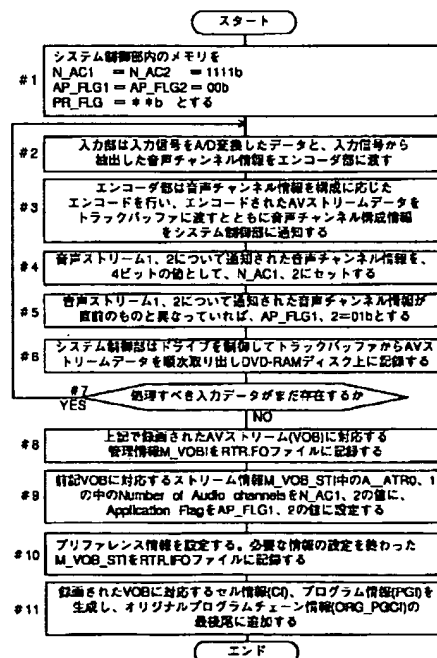 スタート
#1
システム制御部内のメモリを
N_AC1 = N_AC2 = 1111b
AP_FLG1 = AP_FLG2 = 00b
PR_FLG = **b とする
#2
入力部は入力信号をA/D変換したデータと、入力信号から
抽出した音声チャンネル情報をエンコーダ部に渡す
#3
エンコーダ部は音声チャンネル情報を構成に応じた
エンコードを行い、エンコードされたAVストリームデータを
トラックバッファに渡すとともに音声チャンネル構成情報
をシステム制御部に通知する
#4
音声ストリーム1、2について通知された音声チャンネル情報を、
4ビットの値として、N_AC1、2にセットする
#5
音声ストリーム1、2について通知された音声チャンネル情報が
直前のものと異なっていれば、AP_FLG1、2=01bとする
#6
システム制御部はドライブを制御してトラックバッファからAVス
トリームデータを順次取り出しDVD-RAMディスク上に記録する
#7
処理すべき入力データがまだ存在するか
YES
NO
#8
上記で録画されたAVストリーム(VOB)に対応する
管理情報M_VOBIをRTR.IFOファイルに記録する
#9
前記VOBに対応するストリーム情報M_VOB_STI中のA_ATR0、1
の中のNumber of Audio channelsをN_AC1、2の値に、
Application FlagをAP_FLG1、2の値に設定する
#10
プリファレンス情報を設定する。必要な情報の設定を終わった
M_VOB_STIをRTR.IFOファイルに記録する
#11
録画されたVOBに対応するセル情報(CI)、プログラム情報(PGI)を
生成し、オリジナルプログラムチェーン情報(ORG_PGCI)の
最後尾に追加する
エンド